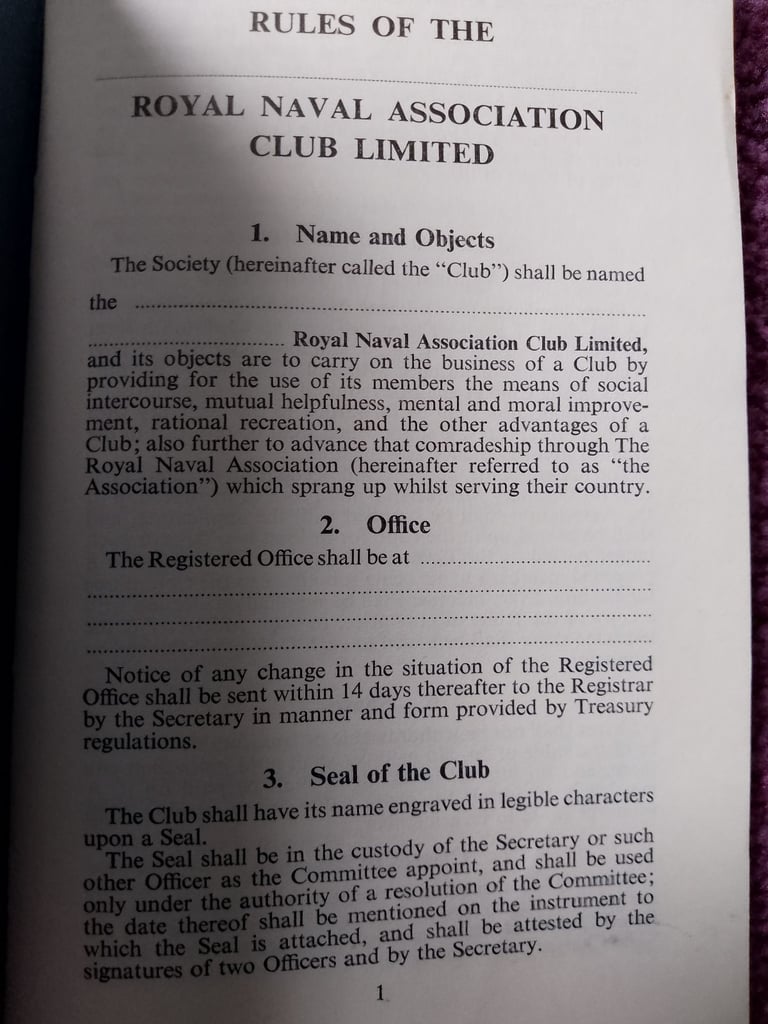 RULES OF THE
ROYAL NAVAL ASSOCIATION
CLUB LIMITED
1. Name and Objects
The Society (hereinafter called the “Club”) shall be named
the ................................................................
........................ Royal Naval Association Club Limited,
and its objects are to carry on the business of a Club by
providing for the use of its members the means of social
intercourse, mutual helpfulness, mental and moral improve-
ment, rational recreation, and the other advantages of a
Club; also further to advance that comradeship through The
Royal Naval Association (hereinafter referred to as “the
Association”) which sprang up whilst serving their country.
2. Office
The Registered Office shall be at ................................
Notice of any change in the situation of the Registered
Office shall be sent within 14 days thereafter to the Registrar
by the Secretary in manner and form provided by Treasury
regulations.
3. Seal of the Club
The Club shall have its name engraved in legible characters
upon a Seal.
The Seal shall be in the custody of the Secretary or such
other Officer as the Committee appoint, and shall be used
only under the authority of a resolution of the Committee;
the date thereof shall be mentioned on the instrument to
which the Seal is attached, and shall be attested by the
signatures of two Officers and by the Secretary.
1